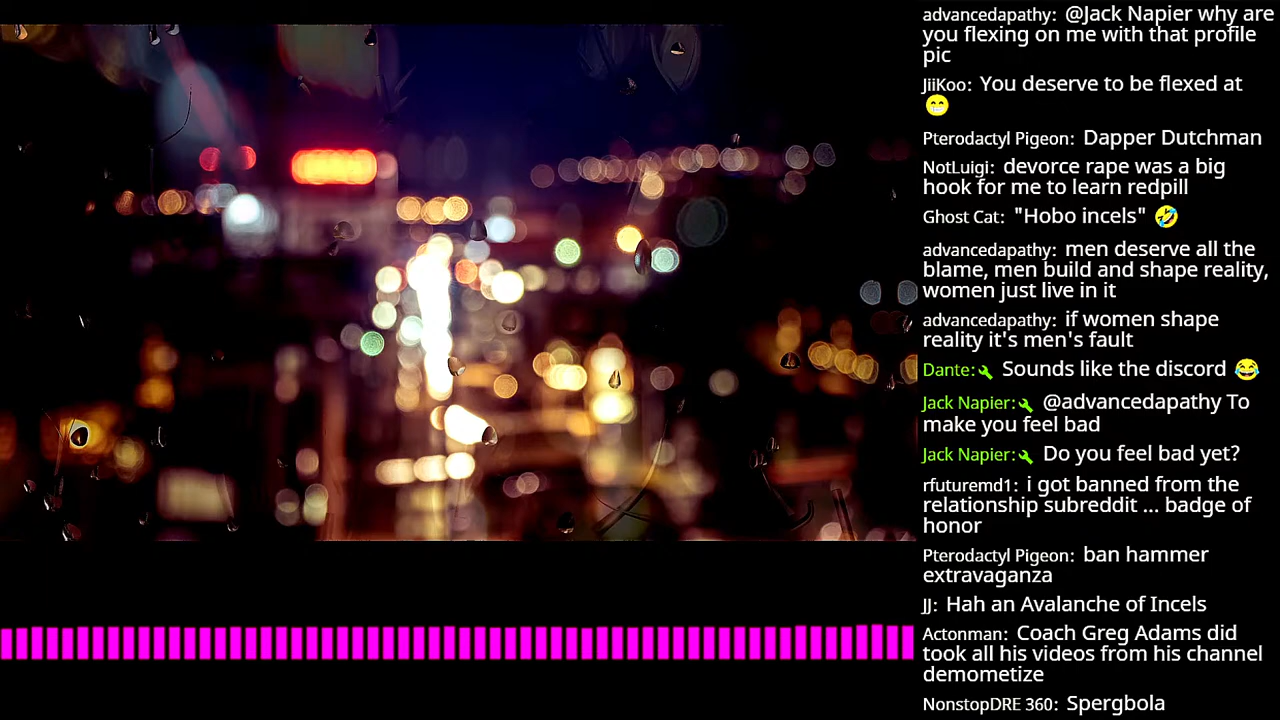 advancedapathy: @Jack Napier why are
you flexing on me with that profile
pic
JiiKoo: You deserve to be flexed at
😁
Pterodactyl Pigeon: Dapper Dutchman
NotLuigi: devorce rape was a big
hook for me to learn redpill
Ghost Cat: "Hobo incels" 🤣
advancedapathy: men deserve all the
blame, men build and shape reality,
women just live in it
advancedapathy: if women shape
reality it's men's fault
Dante: Sounds like the discord 😂
Jack Napier: @advancedapathy To
make you feel bad
Jack Napier: Do you feel bad yet?
rfuturemd1: i got banned from the
relationship subreddit ... badge of
honor
Pterodactyl Pigeon: ban hammer
extravaganza
JJ: Hah an Avalanche of Incels
Actonman: Coach Greg Adams did
took all his videos from his channel
demometize
NonstopDRE 360: Spergbola